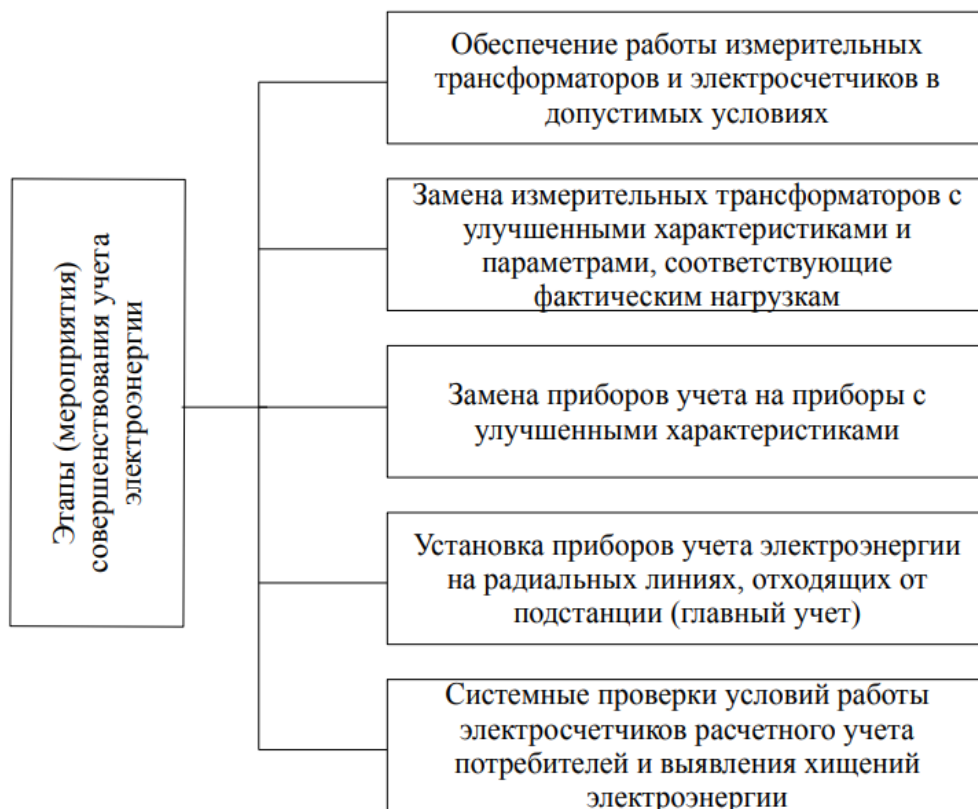 Этапы (мероприятия)
совершенствования учета
электроэнергии
Обеспечение работы измерительных
трансформаторов и электросчетчиков в
допустимых условиях
Замена измерительных трансформаторов с
улучшенными характеристиками и
параметрами, соответствующие
фактическим нагрузкам
Замена приборов учета на приборы с
улучшенными характеристиками
Установка приборов учета электроэнергии
на радиальных линиях, отходящих от
подстанции (главный учет)
Системные проверки условий работы
электросчетчиков расчетного учета
потребителей и выявления хищений
электроэнергии